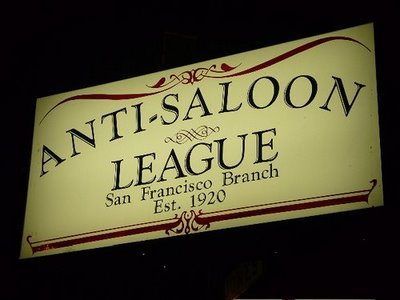 ANTI-SALOON
LEAGUE
San Francisco Branch
Est. 1920